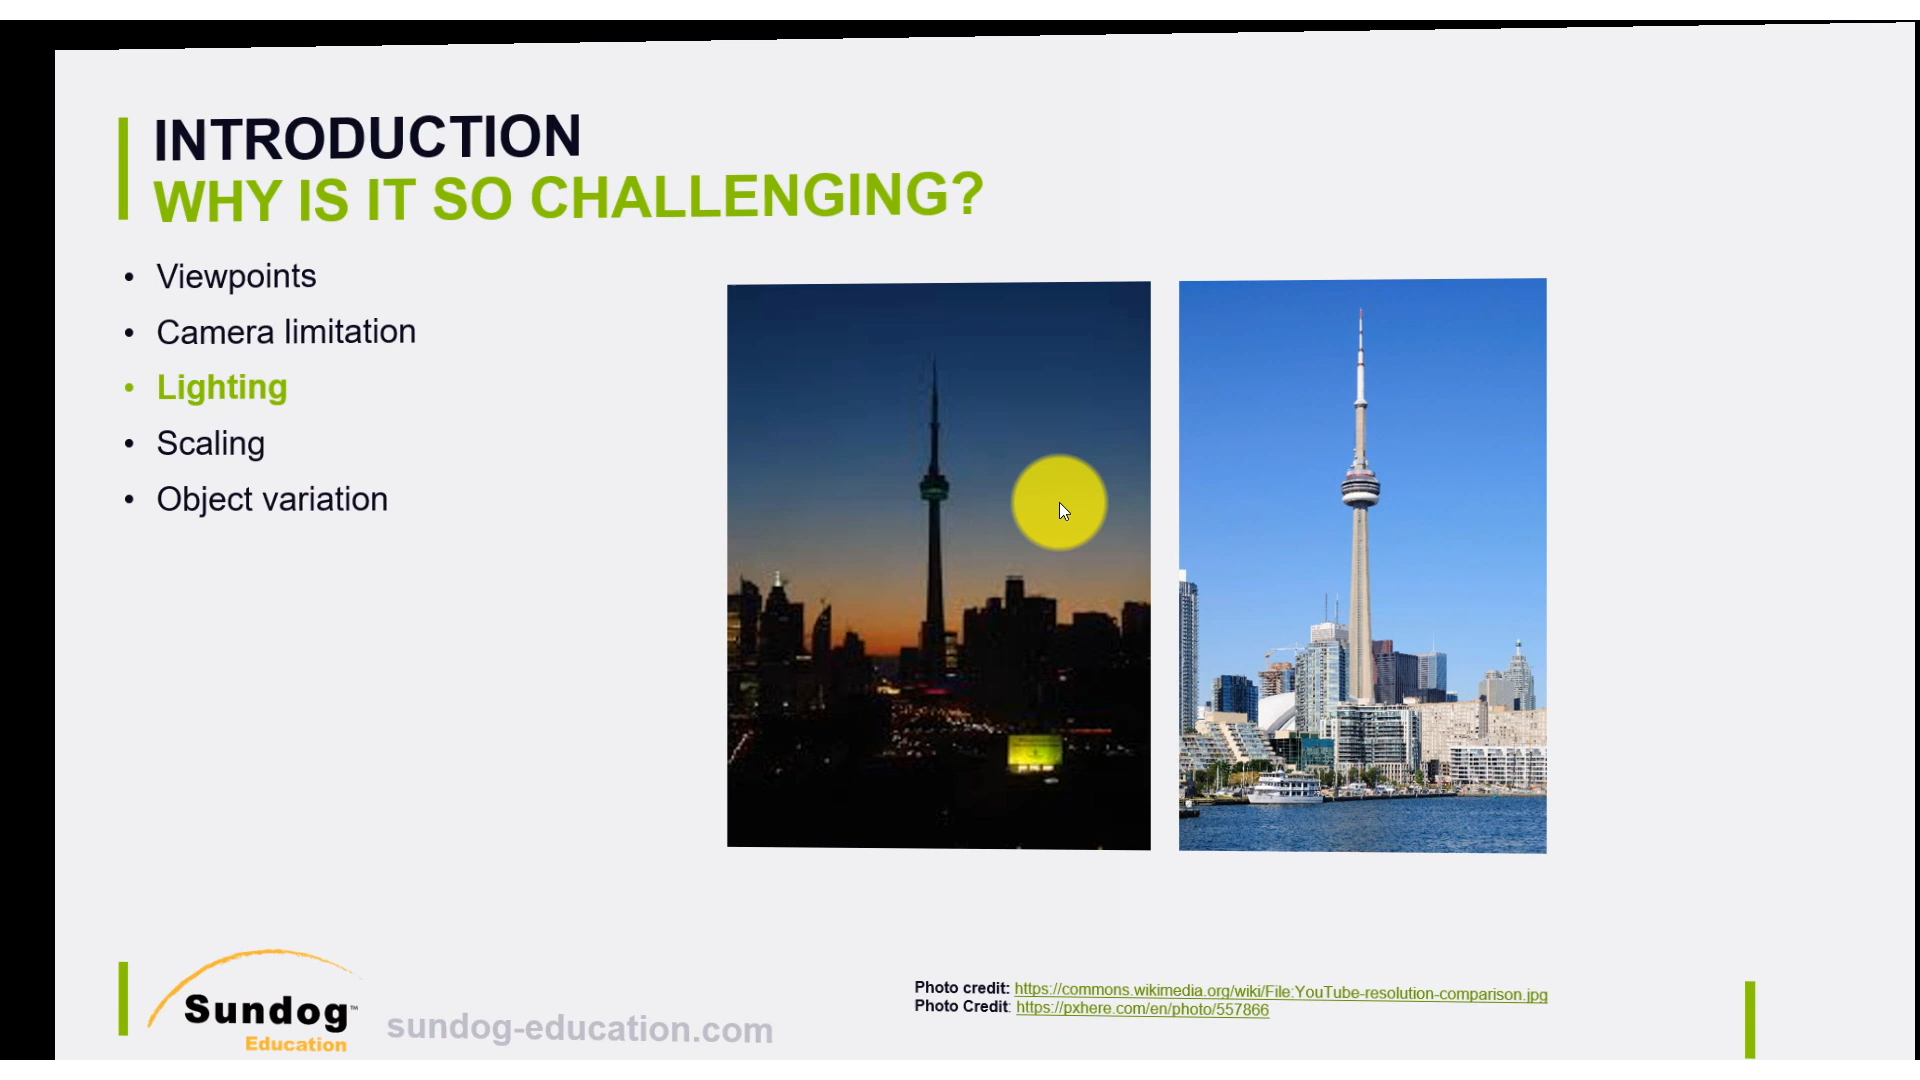 INTRODUCTION
WHY IS IT SO CHALLENGING?
• Viewpoints
• Camera limitation
• Lighting
• Scaling
• Object variation
Sundog™
Education
sundog-education.com
Photo credit: https://commons.wikimedia.org/wiki/File:YouTube-resolution-comparison.jpg
Photo Credit: https://pxhere.com/en/photo/557866